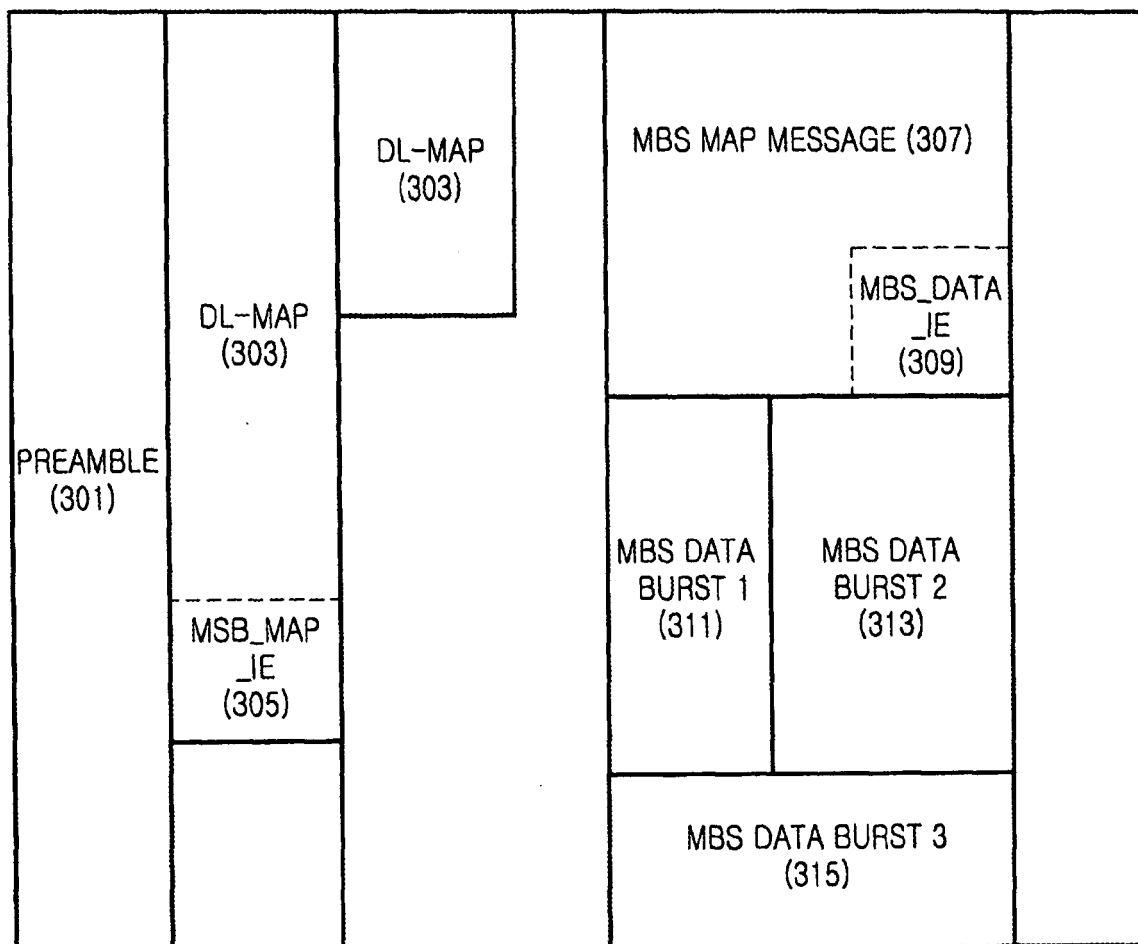 PREAMBLE
(301)
DL-MAP
(303)
MSB_MAP
_IE
(305)
DL-MAP
(303)
MBS MAP MESSAGE (307)
MBS_DATA
_IE
(309)
MBS DATA
BURST 1
(311)
MBS DATA
BURST 2
(313)
MBS DATA BURST 3
(315)